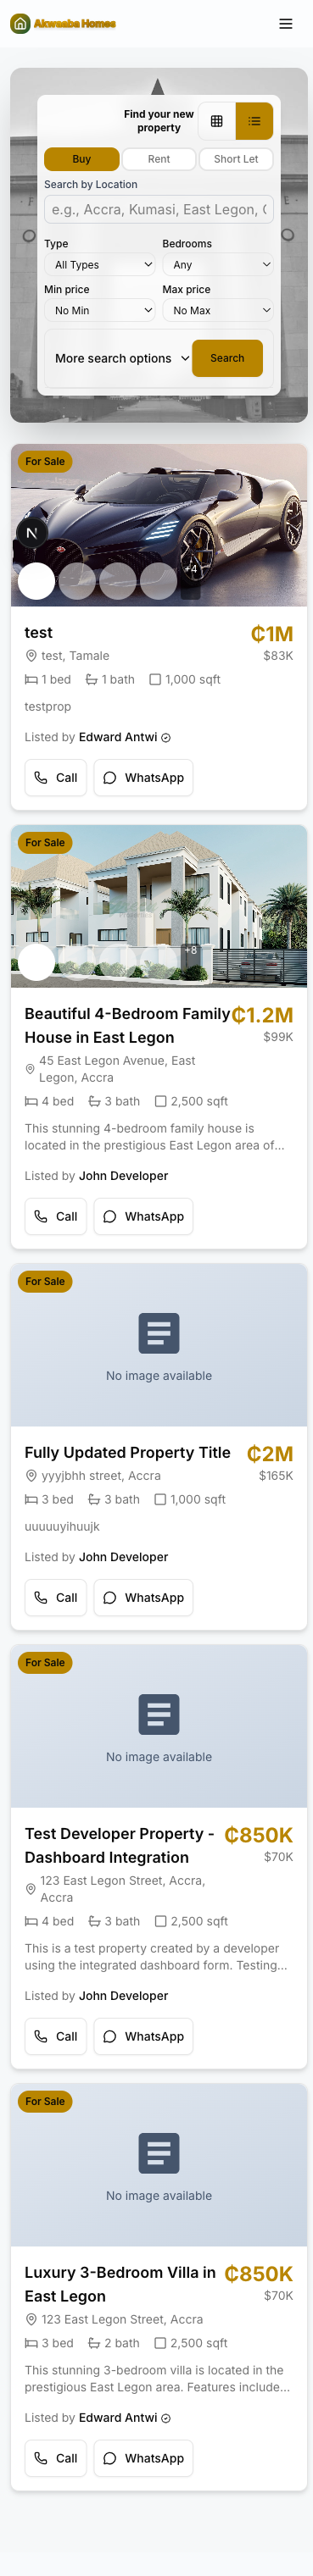 Akwaaba Homes
Find your new
property
Buy
Rent
Short Let
Search by Location
e.g., Accra, Kumasi, East Legon, C
Type
Bedrooms
All Types
Any
Min price
Max price
No Min
No Max
More search options
Search
For Sale
N
+4
test
₵1M
test, Tamale
$83K
1 bed
1 bath
1,000 sqft
testprop
Listed by Edward Antwi
Call
WhatsApp
For Sale
+8
Beautiful 4-Bedroom Family
House in East Legon
₵1.2M
$99K
45 East Legon Avenue, East
Legon, Accra
4 bed
3 bath
2,500 sqft
This stunning 4-bedroom family house is
located in the prestigious East Legon area of...
Listed by John Developer
Call
WhatsApp
For Sale
No image available
Fully Updated Property Title
₵2M
yyyjbhh street, Accra
$165K
3 bed
3 bath
1,000 sqft
uuuuuyihuujk
Listed by John Developer
Call
WhatsApp
For Sale
No image available
Test Developer Property -
Dashboard Integration
₵850K
$70K
123 East Legon Street, Accra,
Accra
4 bed
3 bath
2,500 sqft
This is a test property created by a developer
using the integrated dashboard form. Testing...
Listed by John Developer
Call
WhatsApp
For Sale
No image available
Luxury 3-Bedroom Villa in
East Legon
₵850K
$70K
123 East Legon Street, Accra
3 bed
2 bath
2,500 sqft
This stunning 3-bedroom villa is located in the
prestigious East Legon area. Features include...
Listed by Edward Antwi
Call
WhatsApp